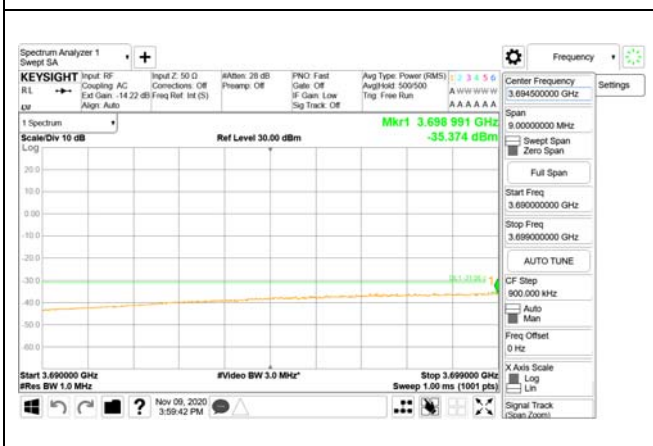 Spectrum Analyzer 1
Swept SA
+
Frequency
KEYSIGHT
RL
Input: RF
Coupling: AC
Ext Gain: -14.22 dB
Align: Auto
Input Z: 50 Ω
Corrections: Off
Freq Ref: Int (S)
#Atten: 28 dB
Preamp: Off
PNO: Fast
Gate: Off
IF Gain: Low
Sig Track: Off
Avg Type: Power (RMS)
Avg|Hold: 500/500
Trig: Free Run
1 2 3 4 5 6
A W W W W W
A A A A A A
1 Spectrum
Scale/Div 10 dB
Log
Ref Level 30.00 dBm
Mkr1 3.698 991 GHz
-35.374 dBm
20.0
10.0
0.00
-10.0
-20.0
-30.0
-40.0
-50.0
-60.0
1
Start 3.690000 GHz
#Res BW 1.0 MHz
#Video BW 3.0 MHz*
Stop 3.699000 GHz
Sweep 1.00 ms (1001 pts)
?
Nov 09, 2020
3:59:42 PM
Center Frequency
3.694500000 GHz
Settings
Span
9.00000000 MHz
Swept Span
Zero Span
Full Span
Start Freq
3.690000000 GHz
Stop Freq
3.699000000 GHz
AUTO TUNE
CF Step
900.000 kHz
Auto
Man
Freq Offset
0 Hz
X Axis Scale
Log
Lin
Signal Track
(Span Zoom)